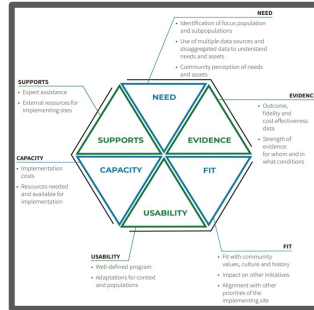 NEED
• Identification of focus population
and subpopulations
• Use of multiple data sources and
disaggregated data to understand
needs and assets
• Community perception of needs
and assets
SUPPORTS
• Expert assistance
• External resources for
implementing sites
NEED
EVIDENC
• Outcome,
fidelity and
cost effectiveness
data
• Strength of
evidence:
for whom and in
what conditions
SUPPORTS
EVIDENCE
CAPACITY
• Implementation
costs
• Resources needed
and available for
implementation
CAPACITY
FIT
USABILITY
USABILITY
• Well-defined program
• Adaptations for context
and populations
FIT
• Fit with community
values, culture and history
• Impact on other initiatives
• Alignment with other
priorities of the
implementing site